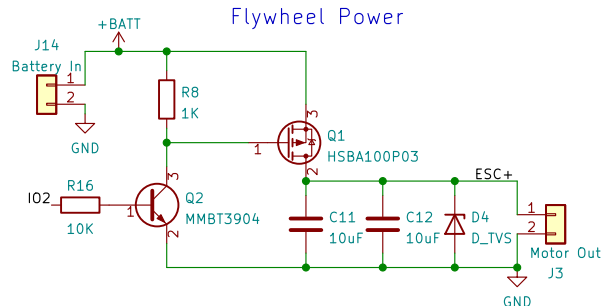 Flywheel Power
+BATT
J14
Battery In
1
2
GND
R8
1K
3
Q1
1
HSBA100P03
2
ESC+
IO2
R16
10K
3
1
Q2
MMBT3904
2
C11
10uF
C12
10uF
D4
D_TVS
1
2
Motor Out
J3
GND